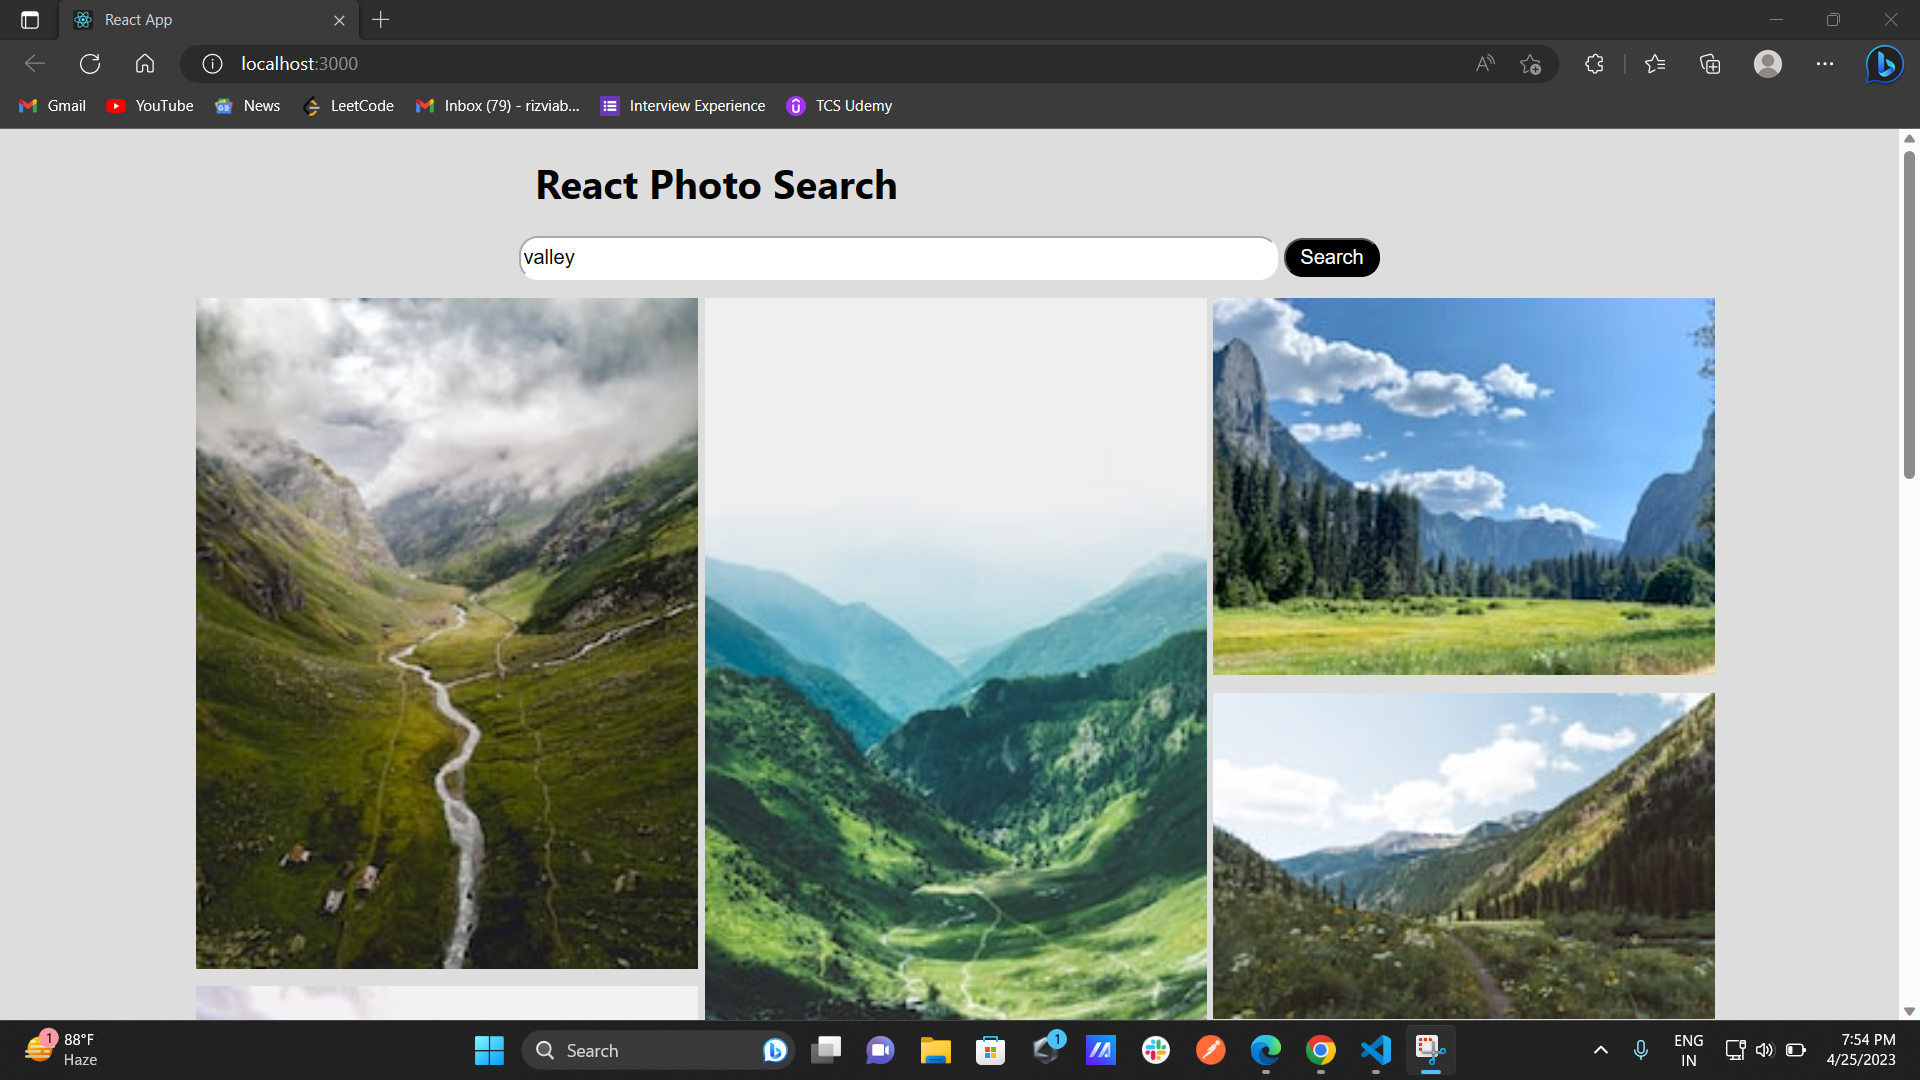 React App
localhost:3000
Gmail YouTube News LeetCode Inbox (79) - rizviab... Interview Experience TCS Udemy
React Photo Search
valley Search
1 88°F
Haze
Search
1
ENG
IN
7:54 PM
4/25/2023